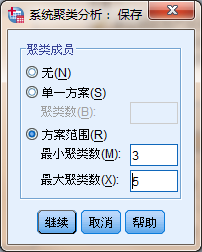 系统聚类分析：保存
聚类成员
无(N)
单一方案(S)
聚类数(B):
方案范围(R)
最小聚类数(M): 3
最大聚类数(X): 5
继续 取消 帮助